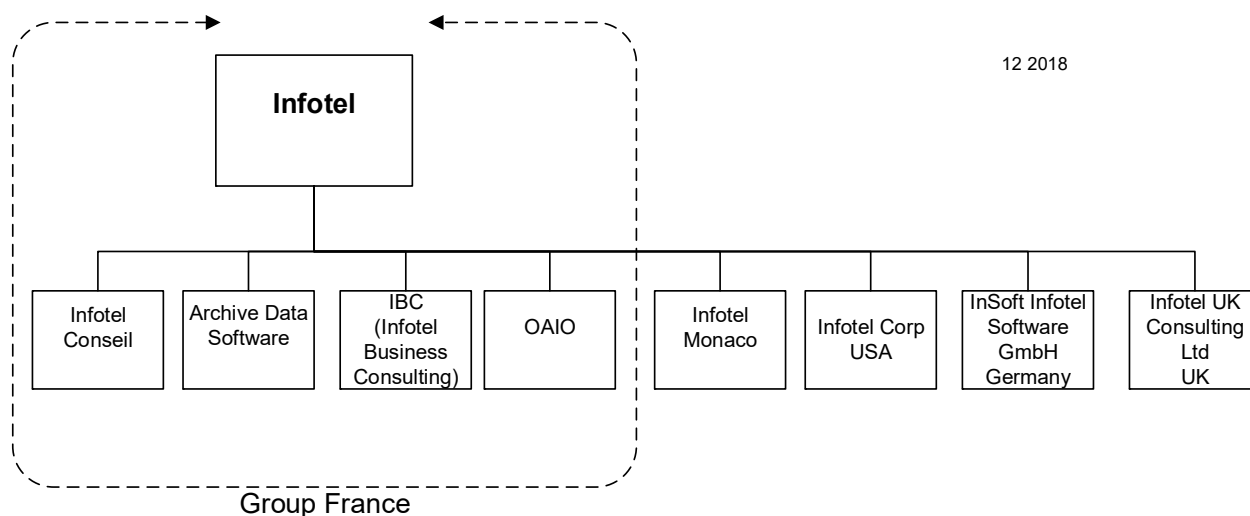 12 2018
Infotel
Infotel
Conseil
Archive Data
Software
IBC
(Infotel
Business
Consulting)
OAIO
Infotel
Monaco
Infotel Corp
USA
InSoft Infotel
Software
GmbH
Germany
Infotel UK
Consulting
Ltd
UK
Group France